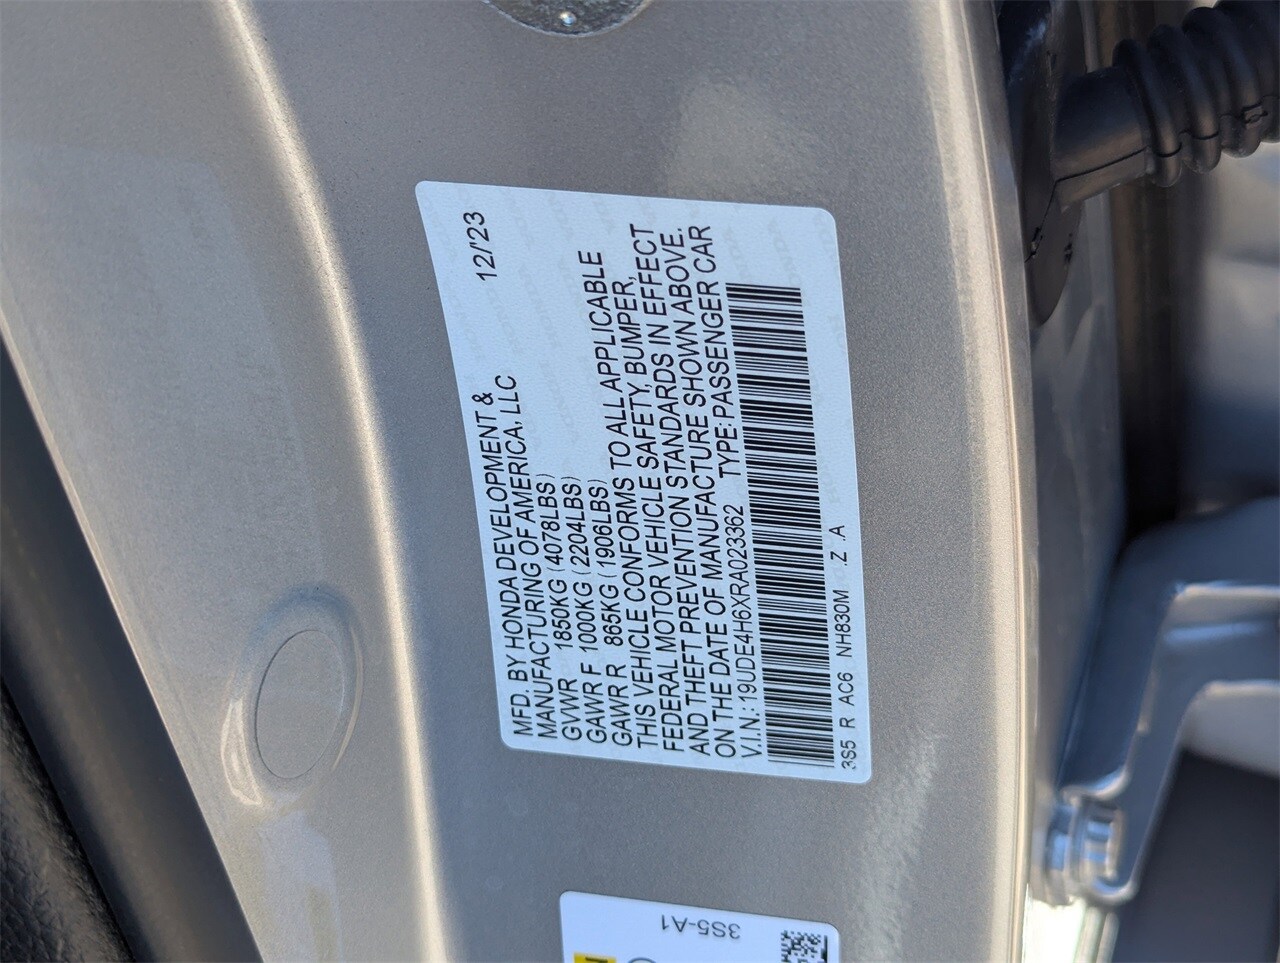 12/'23
MFD. BY HONDA DEVELOPMENT &
MANUFACTURING OF AMERICA, LLC
GVWR 1850KG (4078LBS)
GAWR F 1000KG (2204LBS)
GAWR R 865KG (1906LBS)
THIS VEHICLE CONFORMS TO ALL APPLICABLE
FEDERAL MOTOR VEHICLE SAFETY, BUMPER,
AND THEFT PREVENTION STANDARDS IN EFFECT
ON THE DATE OF MANUFACTURE SHOWN ABOVE.
V.I.N.: 19UDE4H6XRA023362 TYPE:PASSENGER CAR
3S5 R AC6 NH830M .Z .A
3S5-A1